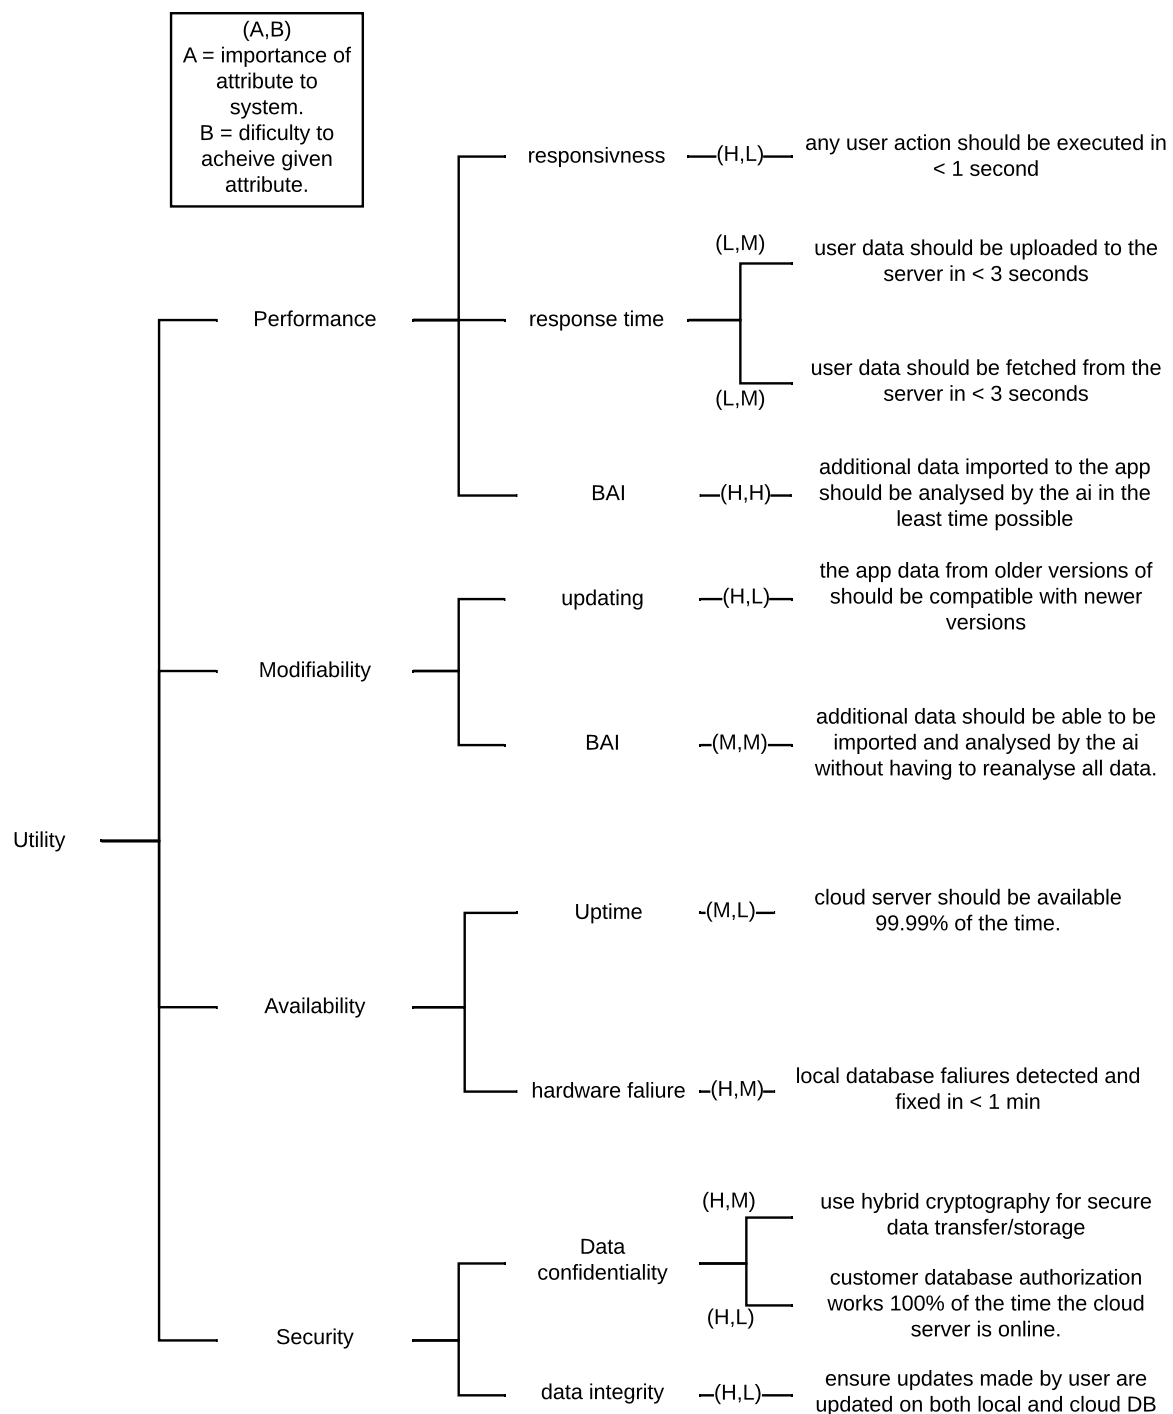 (A,B)
A = importance of
attribute to
system.
B = dificulty to
acheive given
attribute.
responsivness
(H,L)
any user action should be executed in
< 1 second
(L,M)
user data should be uploaded to the
server in < 3 seconds
Performance
response time
user data should be fetched from the
server in < 3 seconds
(L,M)
BAI
(H,H)
additional data imported to the app
should be analysed by the ai in the
least time possible
updating
(H,L)
the app data from older versions of
should be compatible with newer
versions
Modifiability
BAI
(M,M)
additional data should be able to be
imported and analysed by the ai
without having to reanalyse all data.
Utility
Uptime
(M,L)
cloud server should be available
99.99% of the time.
Availability
hardware faliure
(H,M)
local database faliures detected and
fixed in < 1 min
(H,M)
use hybrid cryptography for secure
data transfer/storage
Data
confidentiality
customer database authorization
works 100% of the time the cloud
server is online.
(H,L)
Security
data integrity
(H,L)
ensure updates made by user are
updated on both local and cloud DB